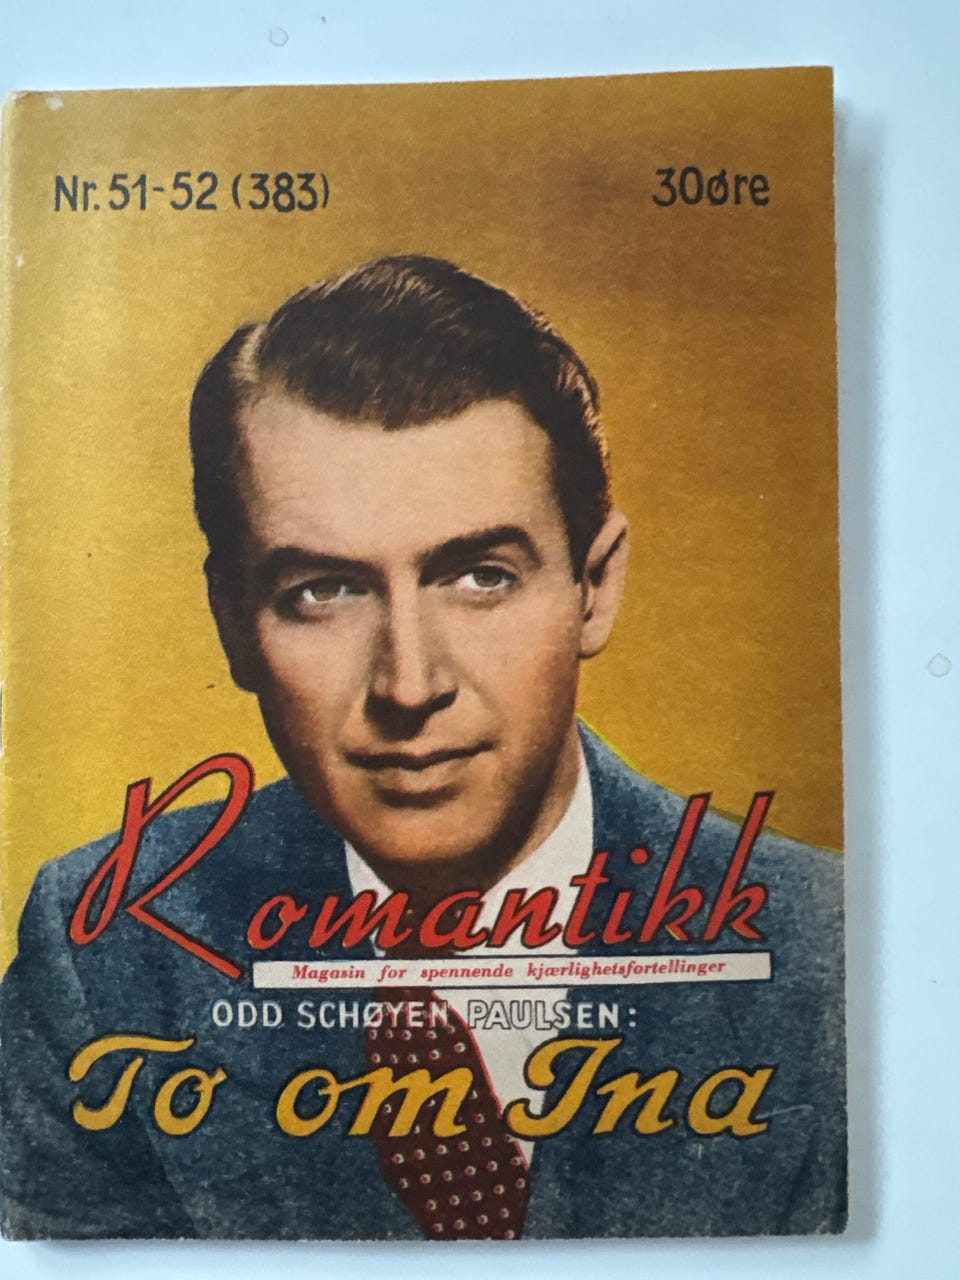 Nr. 51-52 (383) 30øre
Romantikk
Magasin for spennende kjærlighetsfortellinger
ODD SCHØYEN PAULSEN:
To om Ina